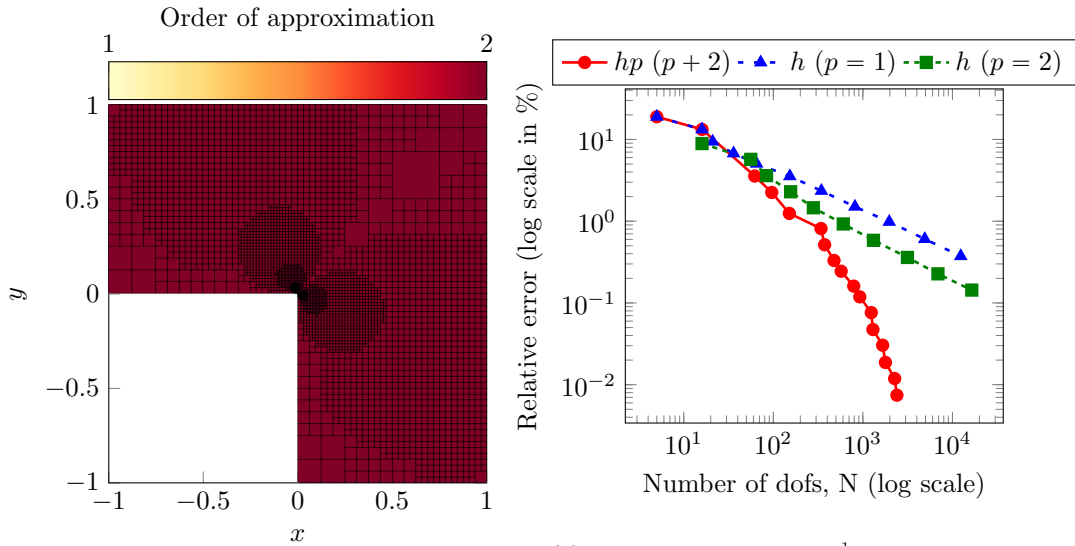 Order of approximation
1 2
1
0.5
0
−0.5
−1
y
−1 −0.5 0 0.5 1
x
hp (p + 2) h (p = 1) h (p = 2)
Relative error (log scale in %)
10^1
10^0
10^−1
10^−2
10^1 10^2 10^3 10^4
Number of dofs, N (log scale)